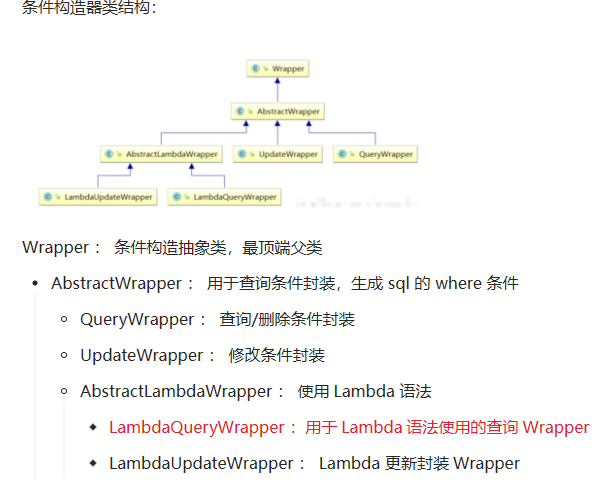 条件构造器类结构：
Wrapper
AbstractWrapper
AbstractLambdaWrapper UpdateWrapper QueryWrapper
LambdaUpdateWrapper LambdaQueryWrapper
Wrapper： 条件构造抽象类，最顶端父类
AbstractWrapper： 用于查询条件封装，生成 sql 的 where 条件
QueryWrapper： 查询/删除条件封装
UpdateWrapper： 修改条件封装
AbstractLambdaWrapper： 使用 Lambda 语法
LambdaQueryWrapper：用于 Lambda 语法使用的查询 Wrapper
LambdaUpdateWrapper： Lambda 更新封装 Wrapper